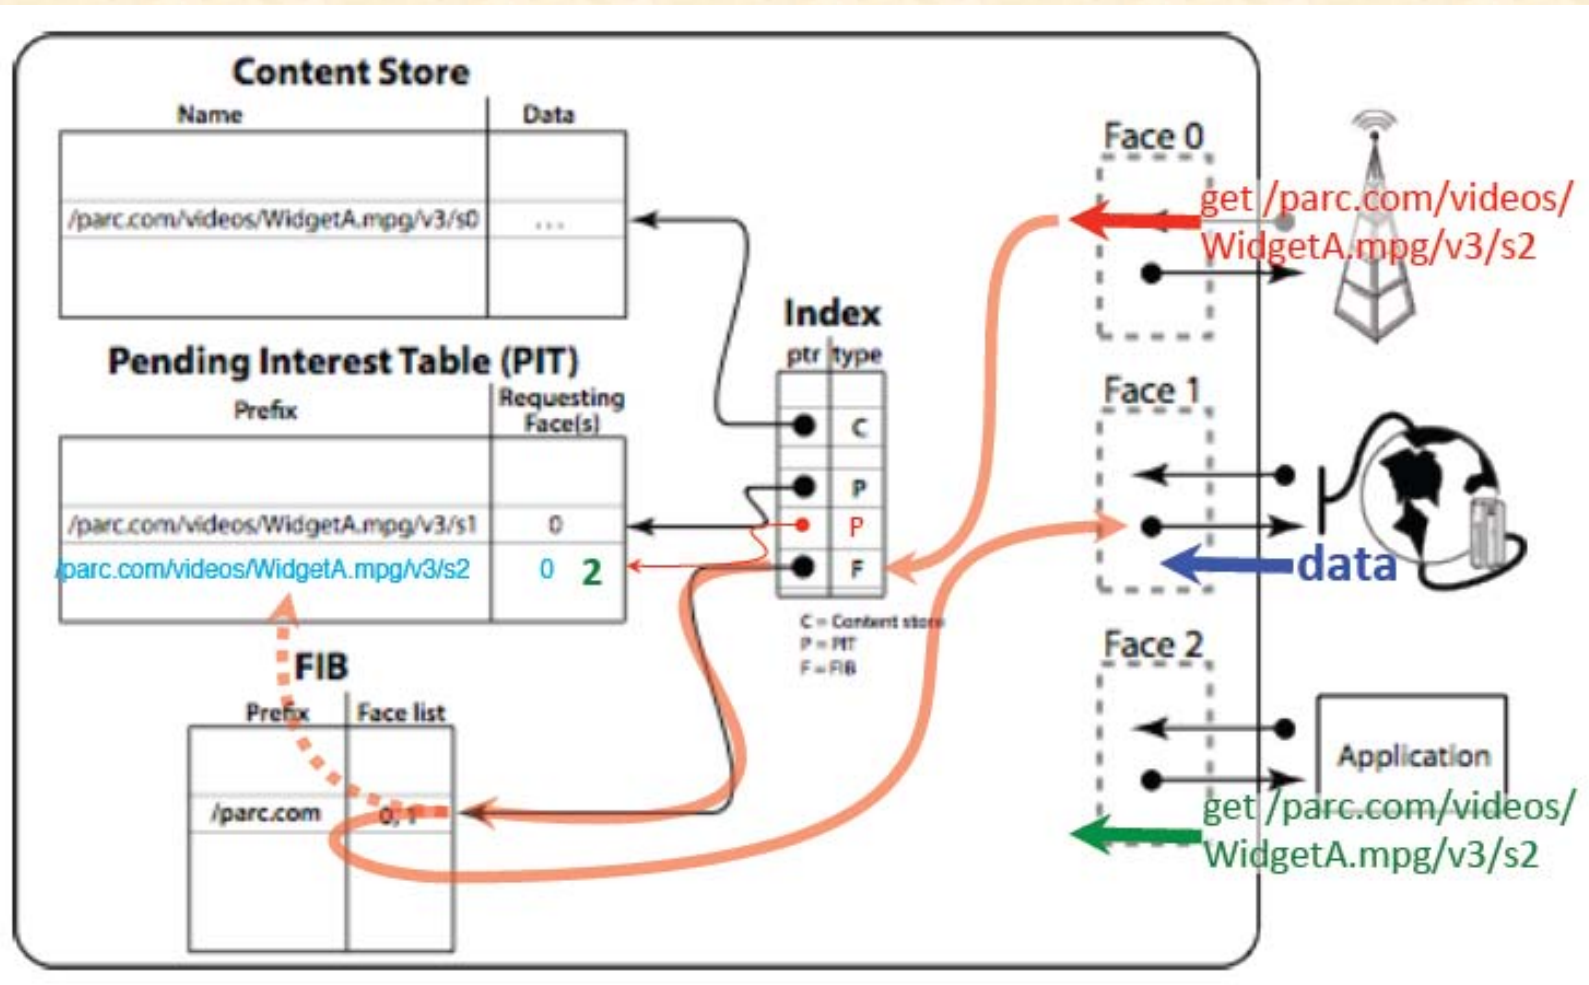 Content Store
Name
Data
/parc.com/videos/WidgetA.mpg/v3/s0
...
Pending Interest Table (PIT)
Prefix
Requesting
Face(s)
/parc.com/videos/WidgetA.mpg/v3/s1
0
/parc.com/videos/WidgetA.mpg/v3/s2
0
2
FIB
Prefix
Face list
/parc.com
0, 1
Index
ptr
type
C
P
P
F
C = Content store
P = PIT
F = FIB
Face 0
get /parc.com/videos/
WidgetA.mpg/v3/s2
Face 1
data
Face 2
Application
get /parc.com/videos/
WidgetA.mpg/v3/s2